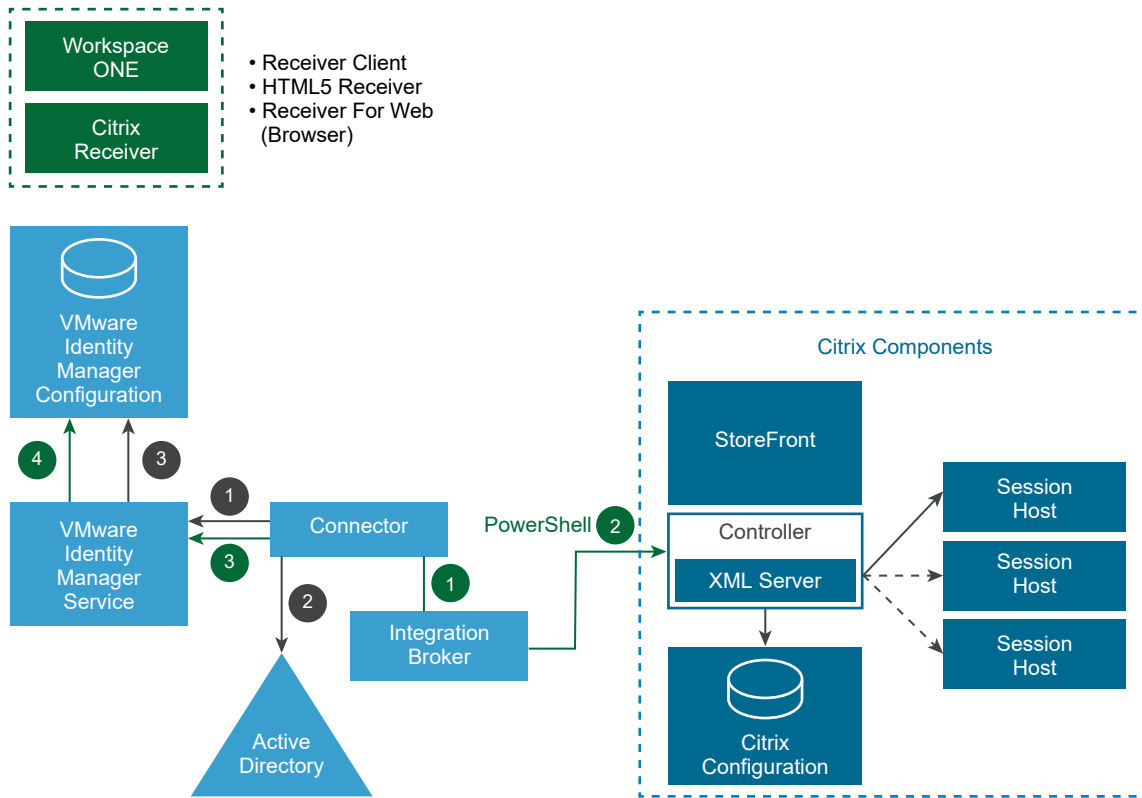 Workspace
ONE
Citrix
Receiver
• Receiver Client
• HTML5 Receiver
• Receiver For Web
(Browser)
VMware
Identity
Manager
Configuration
4
3
VMware
Identity
Manager
Service
1
3
Connector
2
1
Integration
Broker
Active
Directory
PowerShell 2
Citrix Components
StoreFront
Controller
XML Server
Citrix
Configuration
Session
Host
Session
Host
Session
Host